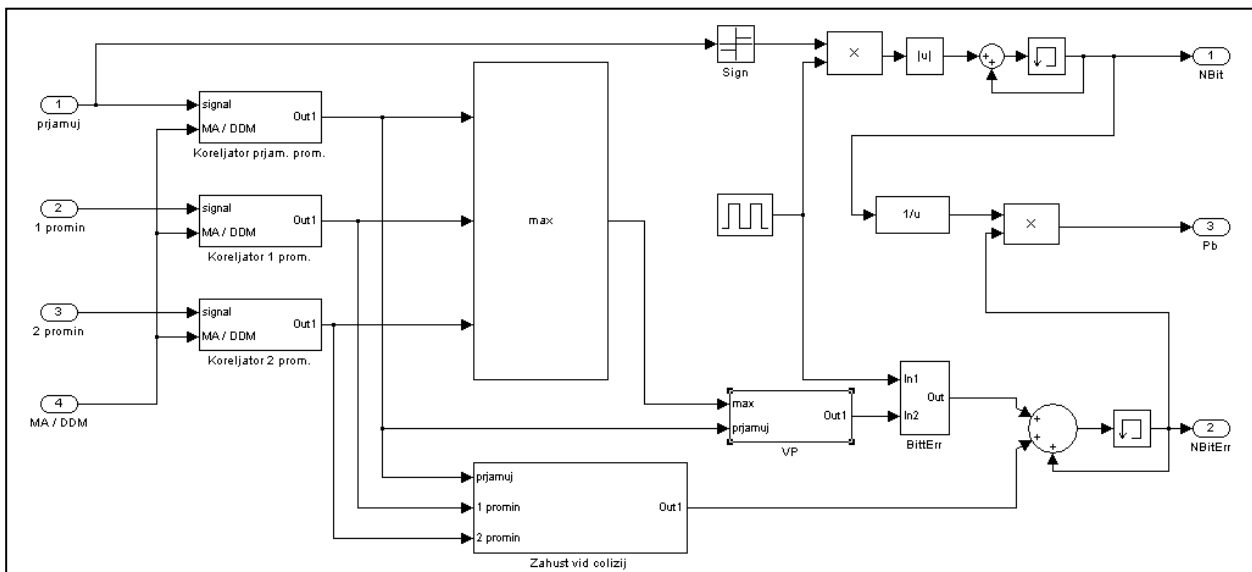 1
prjamuj
signal
MA / DDM
Out1
Koreljator prjam. prom.
2
1 promin
signal
MA / DDM
Out1
Koreljator 1 prom.
3
2 promin
signal
MA / DDM
Out1
Koreljator 2 prom.
4
MA / DDM
max
Sign
×
|u|
+
+
1
NBit
1/u
×
3
Pb
max
prjamuj
Out1
VP
In1
In2
Out
BittErr
+
+
+
2
NBitErr
prjamuj
1 promin
2 promin
Out1
Zahust vid colizij